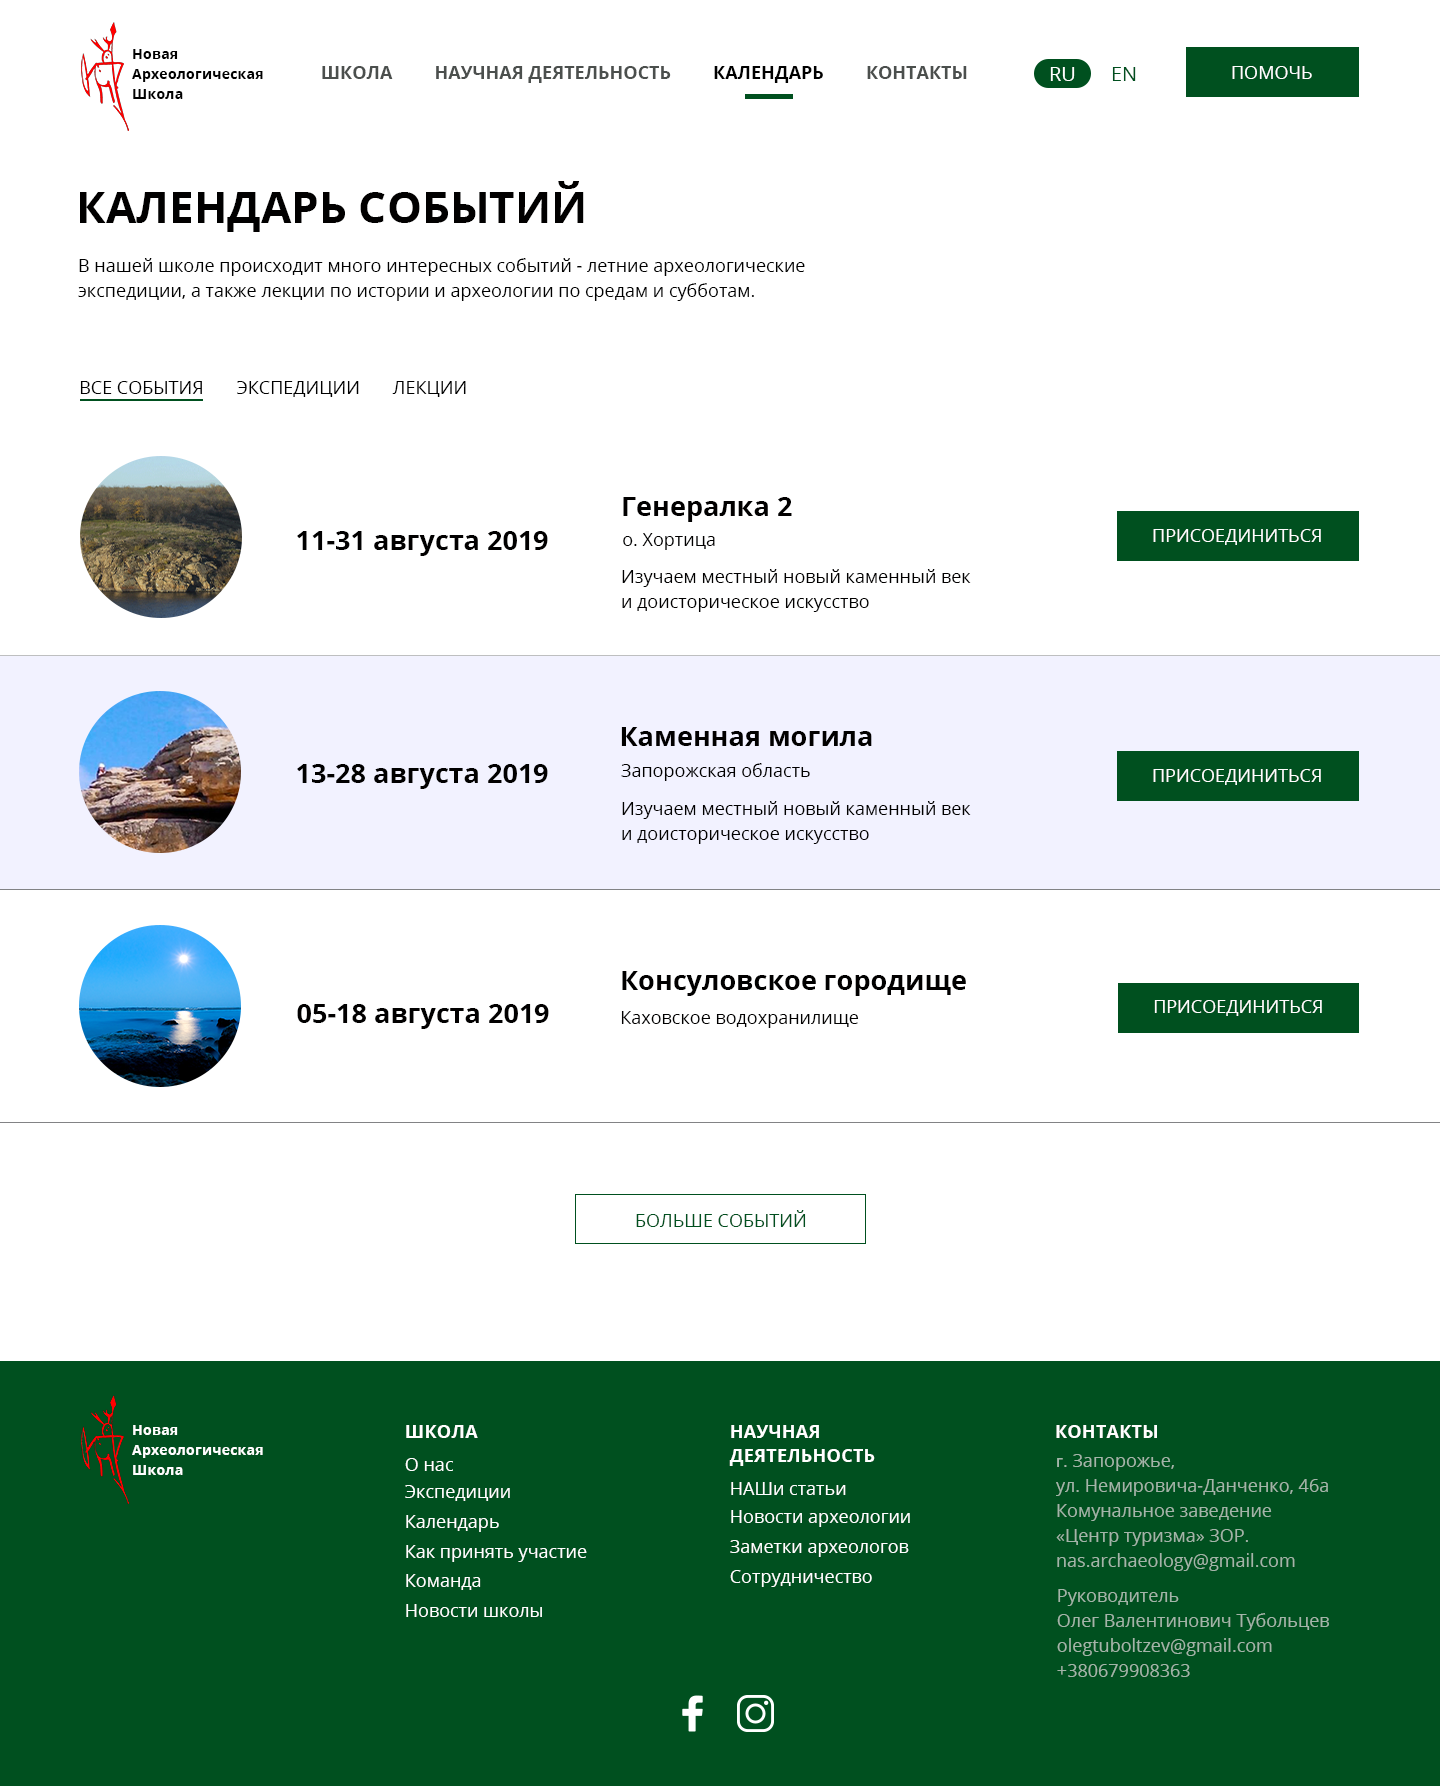 Новая
Археологическая
Школа
ШКОЛА
НАУЧНАЯ ДЕЯТЕЛЬНОСТЬ
КАЛЕНДАРЬ
КОНТАКТЫ
RU
EN
ПОМОЧЬ
КАЛЕНДАРЬ СОБЫТИЙ
В нашей школе происходит много интересных событий - летние археологические
экспедиции, а также лекции по истории и археологии по средам и субботам.
ВСЕ СОБЫТИЯ
ЭКСПЕДИЦИИ
ЛЕКЦИИ
11-31 августа 2019
Генералка 2
о. Хортица
Изучаем местный новый каменный век
и доисторическое искусство
ПРИСОЕДИНИТЬСЯ
13-28 августа 2019
Каменная могила
Запорожская область
Изучаем местный новый каменный век
и доисторическое искусство
ПРИСОЕДИНИТЬСЯ
05-18 августа 2019
Консуловское городище
Каховское водохранилище
ПРИСОЕДИНИТЬСЯ
БОЛЬШЕ СОБЫТИЙ
Новая
Археологическая
Школа
ШКОЛА
О нас
Экспедиции
Календарь
Как принять участие
Команда
Новости школы
НАУЧНАЯ
ДЕЯТЕЛЬНОСТЬ
НАШи статьи
Новости археологии
Заметки археологов
Сотрудничество
КОНТАКТЫ
г. Запорожье,
ул. Немировича-Данченко, 46а
Комунальное заведение
«Центр туризма» ЗОР.
nas.archaeology@gmail.com
Руководитель
Олег Валентинович Тубольцев
olegtuboltzev@gmail.com
+380679908363